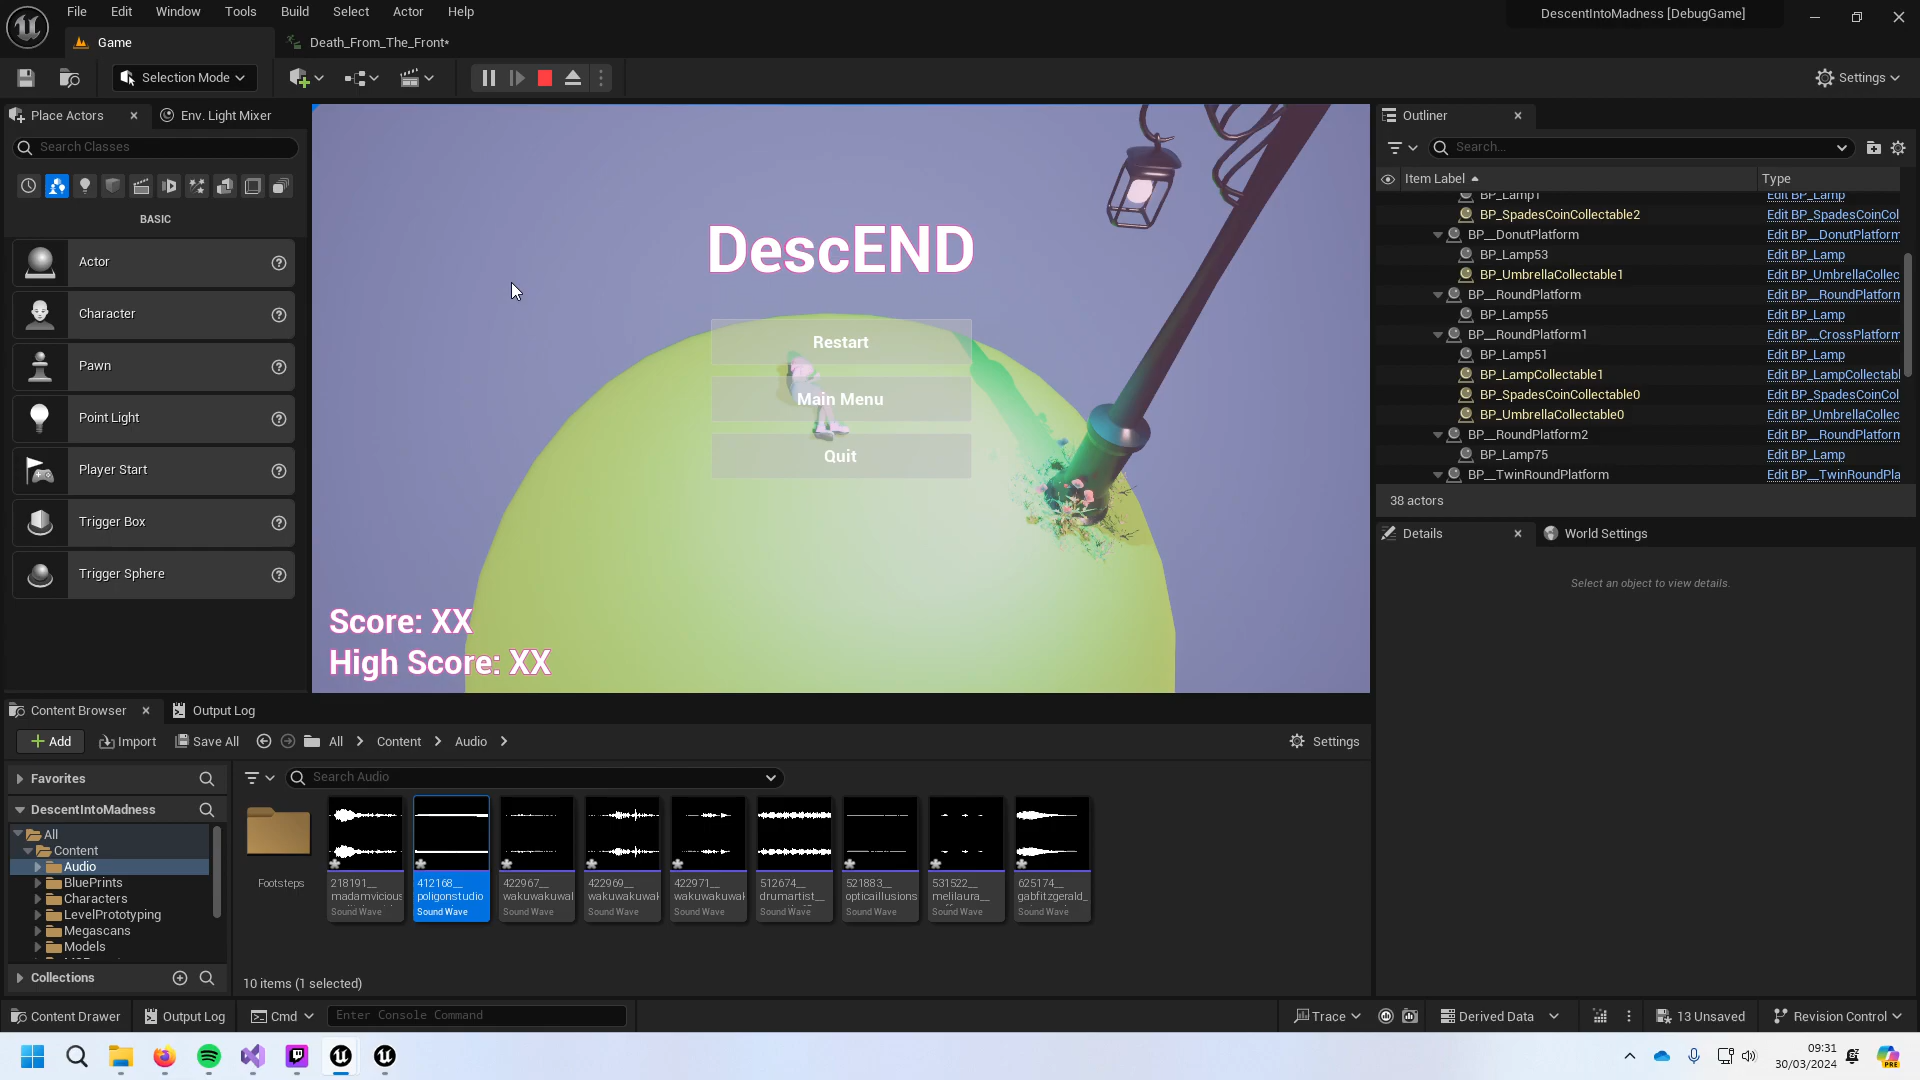 File Edit Window Tools Build Select Actor Help
DescentIntoMadness [DebugGame]
Game
Death_From_The_Front*
Selection Mode
Settings
Place Actors
Env. Light Mixer
Search Classes
BASIC
Actor
Character
Pawn
Point Light
Player Start
Trigger Box
Trigger Sphere
DescEND
Restart
Main Menu
Quit
Score: XX
High Score: XX
Outliner
Search...
Item Label Type
BP_Lamp1 Edit BP_Lamp
BP_SpadesCoinCollectable2 Edit BP_SpadesCoinCol
BP__DonutPlatform Edit BP__DonutPlatform
BP_Lamp53 Edit BP_Lamp
BP_UmbrellaCollectable1 Edit BP_UmbrellaCollec
BP__RoundPlatform Edit BP__RoundPlatform
BP_Lamp55 Edit BP_Lamp
BP__RoundPlatform1 Edit BP__CrossPlatform
BP_Lamp51 Edit BP_Lamp
BP_LampCollectable1 Edit BP_LampCollectabl
BP_SpadesCoinCollectable0 Edit BP_SpadesCoinCol
BP_UmbrellaCollectable0 Edit BP_UmbrellaCollec
BP__RoundPlatform2 Edit BP__RoundPlatform
BP_Lamp75 Edit BP_Lamp
BP__TwinRoundPlatform Edit BP__TwinRoundPla
38 actors
Details
World Settings
Select an object to view details.
Content Browser
Output Log
Add Import Save All All Content Audio
Settings
Favorites
Search Audio
DescentIntoMadness
All
Content
Audio
BluePrints
Characters
LevelPrototyping
Megascans
Models
Collections
Footsteps
218191__
madamvicious
Sound Wave
412168__
poligonstudio
Sound Wave
422967__
wakuwakuwal
Sound Wave
422969__
wakuwakuwal
Sound Wave
422971__
wakuwakuwal
Sound Wave
512674__
drumartist__
Sound Wave
521883__
opticaillusions
Sound Wave
531522__
melilaura__
Sound Wave
625174__
gabfitzgerald_
Sound Wave
10 items (1 selected)
Content Drawer
Output Log
Cmd
Enter Console Command
Trace
Derived Data
13 Unsaved
Revision Control
09:31
30/03/2024
PRE